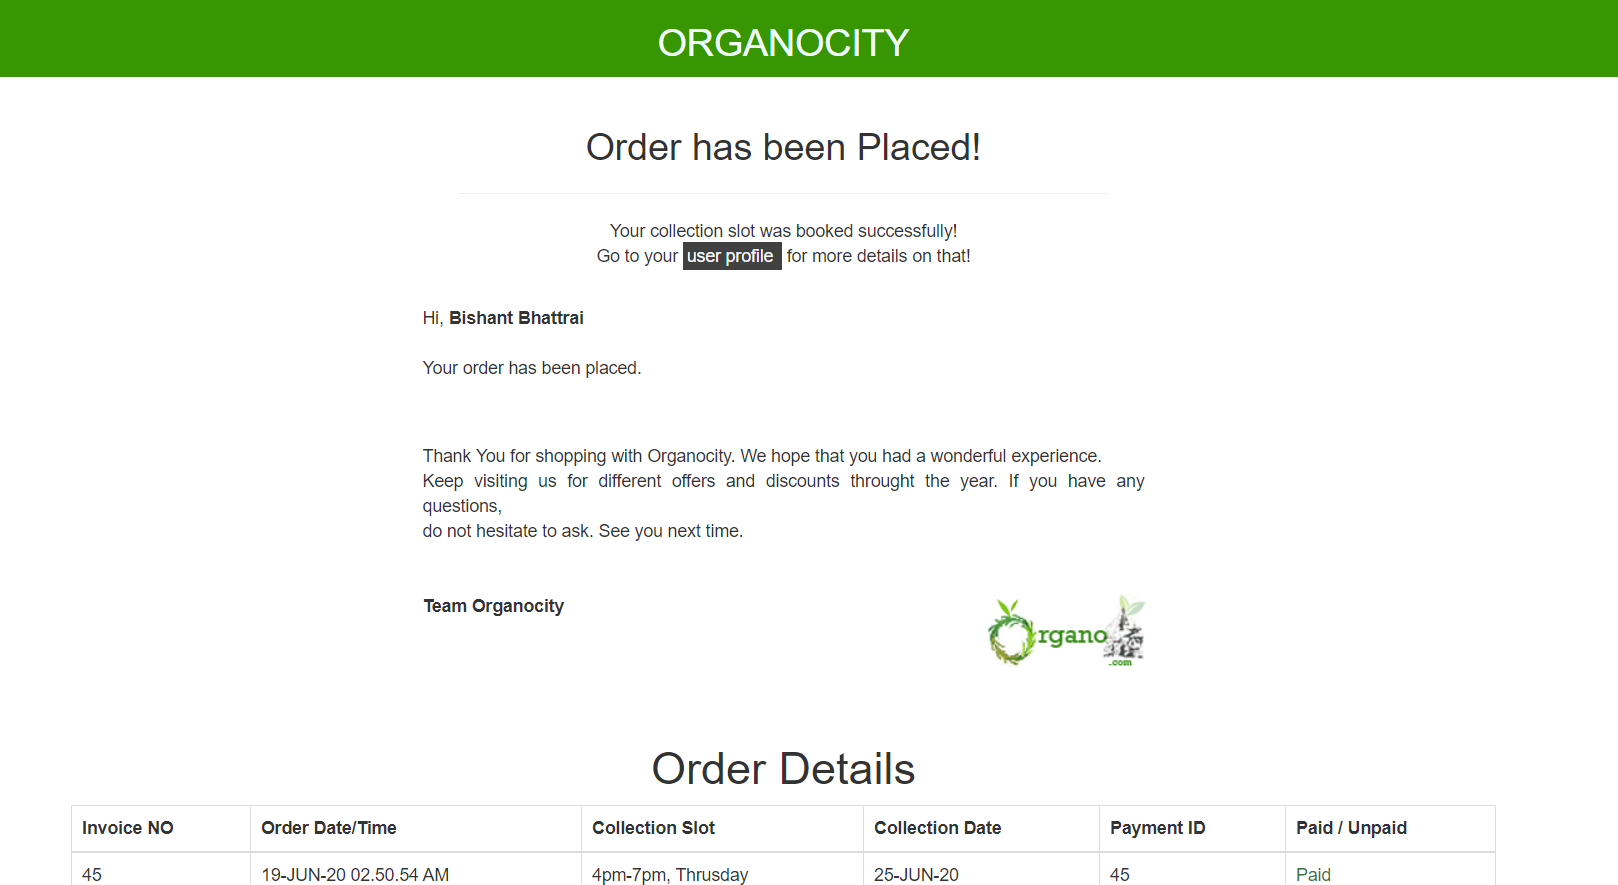 ORGANOCITY
Order has been Placed!
Your collection slot was booked successfully!
Go to your user profile for more details on that!
Hi, Bishant Bhattrai
Your order has been placed.
Thank You for shopping with Organocity. We hope that you had a wonderful experience.
Keep visiting us for different offers and discounts throught the year. If you have any
questions,
do not hesitate to ask. See you next time.
Team Organocity
rgano
.com
Order Details
Invoice NO Order Date/Time Collection Slot Collection Date Payment ID Paid / Unpaid
45 19-JUN-20 02.50.54 AM 4pm-7pm, Thrusday 25-JUN-20 45 Paid